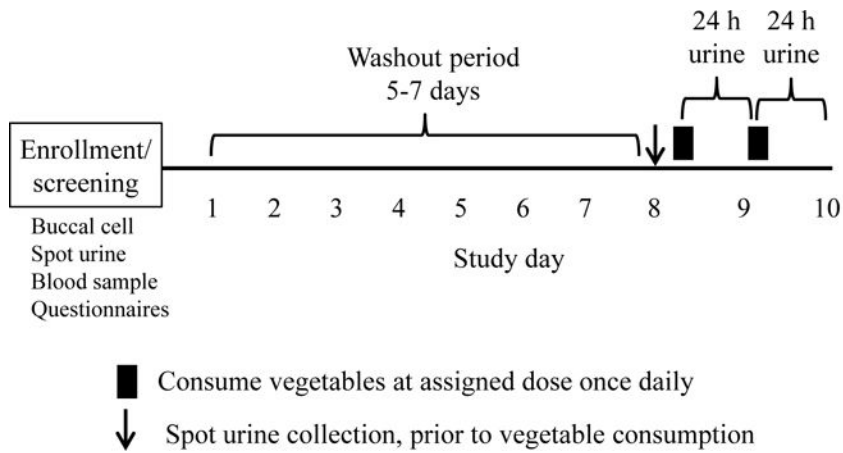 24 h
urine
24 h
urine
Washout period
5-7 days
Enrollment/
screening
Buccal cell
Spot urine
Blood sample
Questionnaires
1 2 3 4 5 6 7 8 9 10
Study day
Consume vegetables at assigned dose once daily
Spot urine collection, prior to vegetable consumption